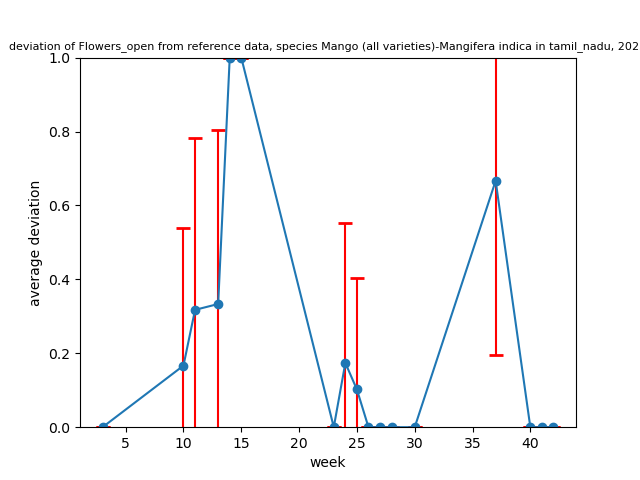 deviation of Flowers_open from reference data, species Mango (all varieties)-Mangifera indica in tamil_nadu, 202
1.0
0.8
0.6
0.4
0.2
0.0
average deviation
5 10 15 20 25 30 35 40
week